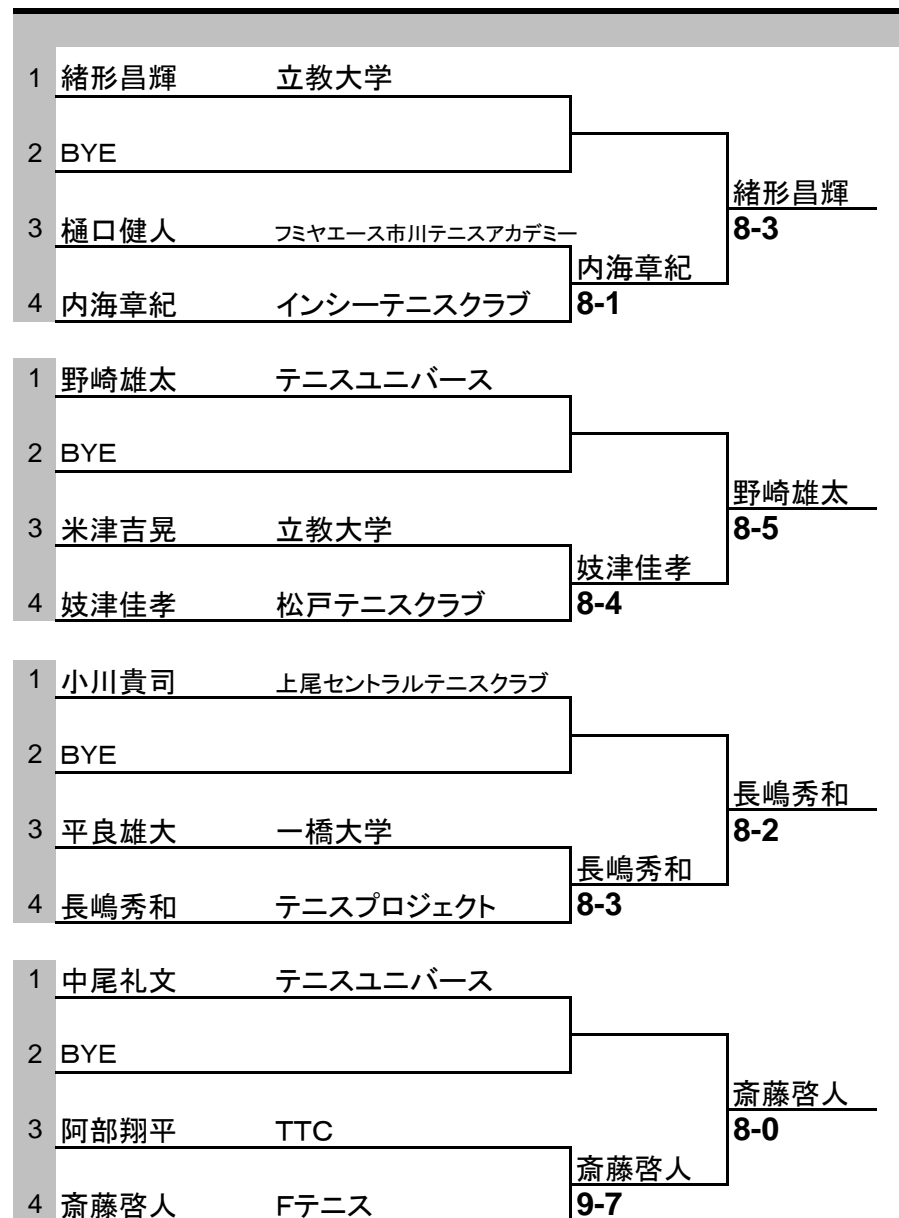 1 緒形昌輝 立教大学
2 BYE
緒形昌輝
3 樋口健人 フミヤエース市川テニスアカデミー 8-3
内海章紀
4 内海章紀 インシーテニスクラブ 8-1
1 野崎雄太 テニスユニバース
2 BYE
野崎雄太
3 米津吉晃 立教大学 8-5
妓津佳孝
4 妓津佳孝 松戸テニスクラブ 8-4
1 小川貴司 上尾セントラルテニスクラブ
2 BYE
長嶋秀和
3 平良雄大 一橋大学 8-2
長嶋秀和
4 長嶋秀和 テニスプロジェクト 8-3
1 中尾礼文 テニスユニバース
2 BYE
斎藤啓人
3 阿部翔平 TTC 8-0
斎藤啓人
4 斎藤啓人 Fテニス 9-7